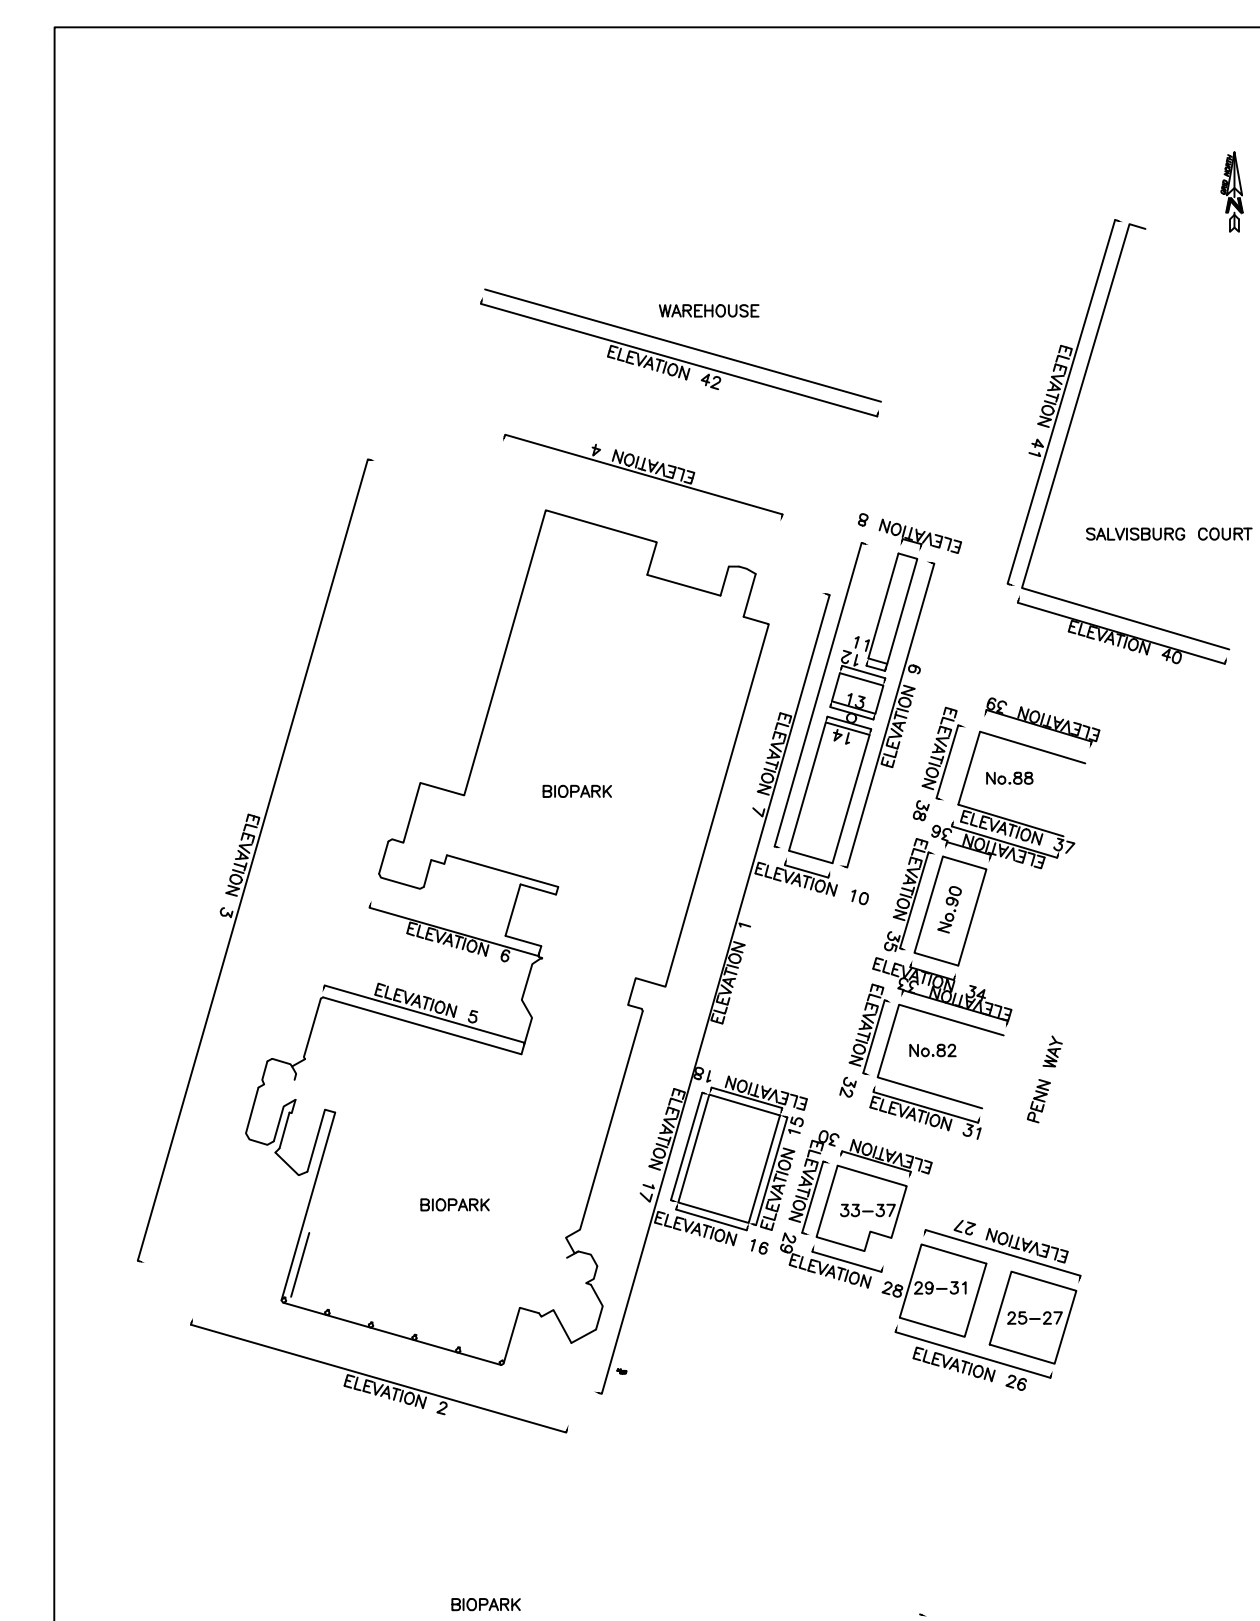 GRID NORTH
N
WAREHOUSE
ELEVATION 42
ELEVATION 41
ELEVATION 4
SALVISBURG COURT
ELEVATION 8
ELEVATION 40
11
12
13
14
ELEVATION 9
ELEVATION 39
ELEVATION 7
ELEVATION 38
No.88
BIOPARK
ELEVATION 37
ELEVATION 36
ELEVATION 3
ELEVATION 10
ELEVATION 35
No.90
ELEVATION 6
ELEVATION 34
ELEVATION 33
ELEVATION 1
ELEVATION 5
ELEVATION 32
No.82
PENN WAY
ELEVATION 18
ELEVATION 31
ELEVATION 17
ELEVATION 15
ELEVATION 30
ELEVATION 29
BIOPARK
33-37
ELEVATION 16
ELEVATION 27
ELEVATION 28
29-31
25-27
ELEVATION 26
ELEVATION 2
BIOPARK